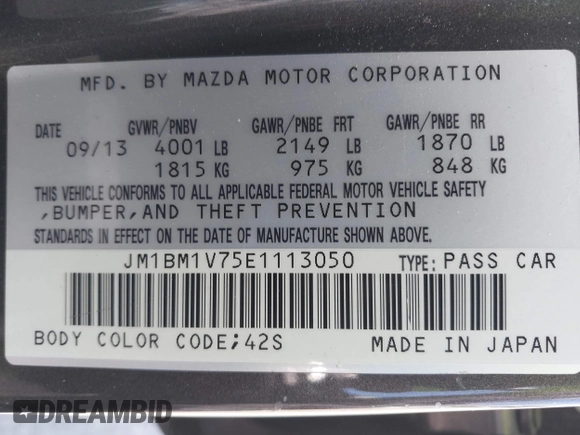 MFD. BY MAZDA MOTOR CORPORATION
DATE GVWR/PNBV GAWR/PNBE FRT GAWR/PNBE RR
09/13 4001 LB 2149 LB 1870 LB
1815 KG 975 KG 848 KG
THIS VEHICLE CONFORMS TO ALL APPLICABLE FEDERAL MOTOR VEHICLE SAFETY
,BUMPER,AND THEFT PREVENTION
STANDARDS IN EFFECT ON THE DATE OF MANUFACTURE SHOWN ABOVE.
JM1BM1V75E1113050 TYPE: PASS CAR
BODY COLOR CODE;42S MADE IN JAPAN
DREAMBID